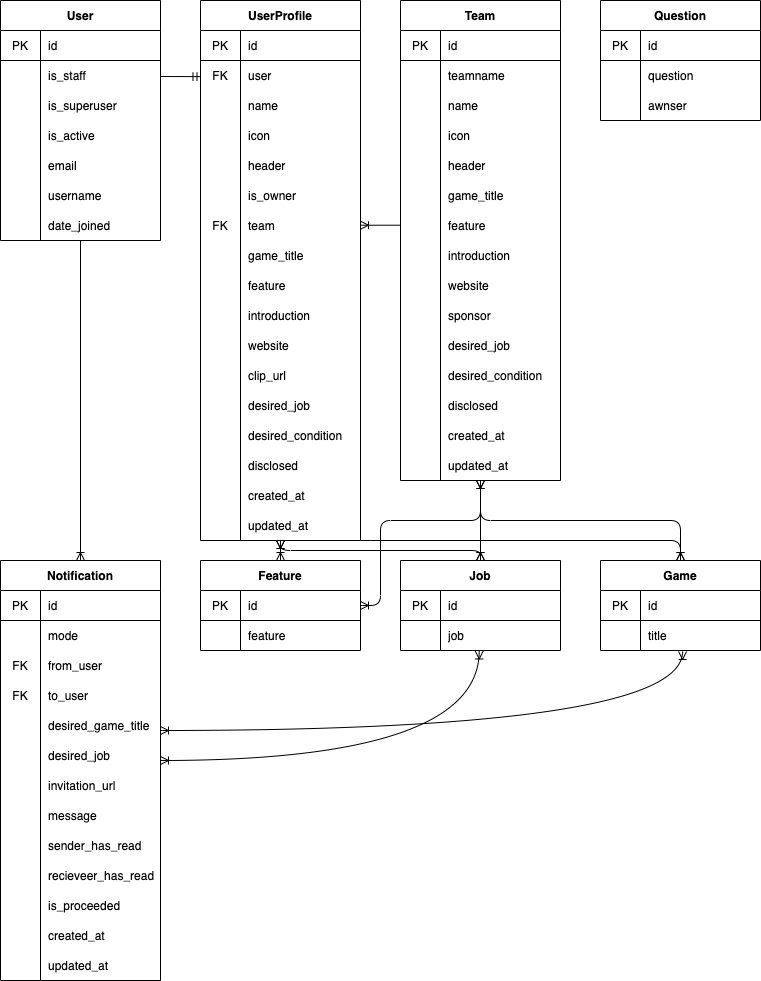 User
PK id
is_staff
is_superuser
is_active
email
username
date_joined
UserProfile
PK id
FK user
name
icon
header
is_owner
FK team
game_title
feature
introduction
website
clip_url
desired_job
desired_condition
disclosed
created_at
updated_at
Team
PK id
teamname
name
icon
header
game_title
feature
introduction
website
sponsor
desired_job
desired_condition
disclosed
created_at
updated_at
Question
PK id
question
awnser
Notification
PK id
mode
FK from_user
FK to_user
desired_game_title
desired_job
invitation_url
message
sender_has_read
recieveer_has_read
is_proceeded
created_at
updated_at
Feature
PK id
feature
Job
PK id
job
Game
PK id
title